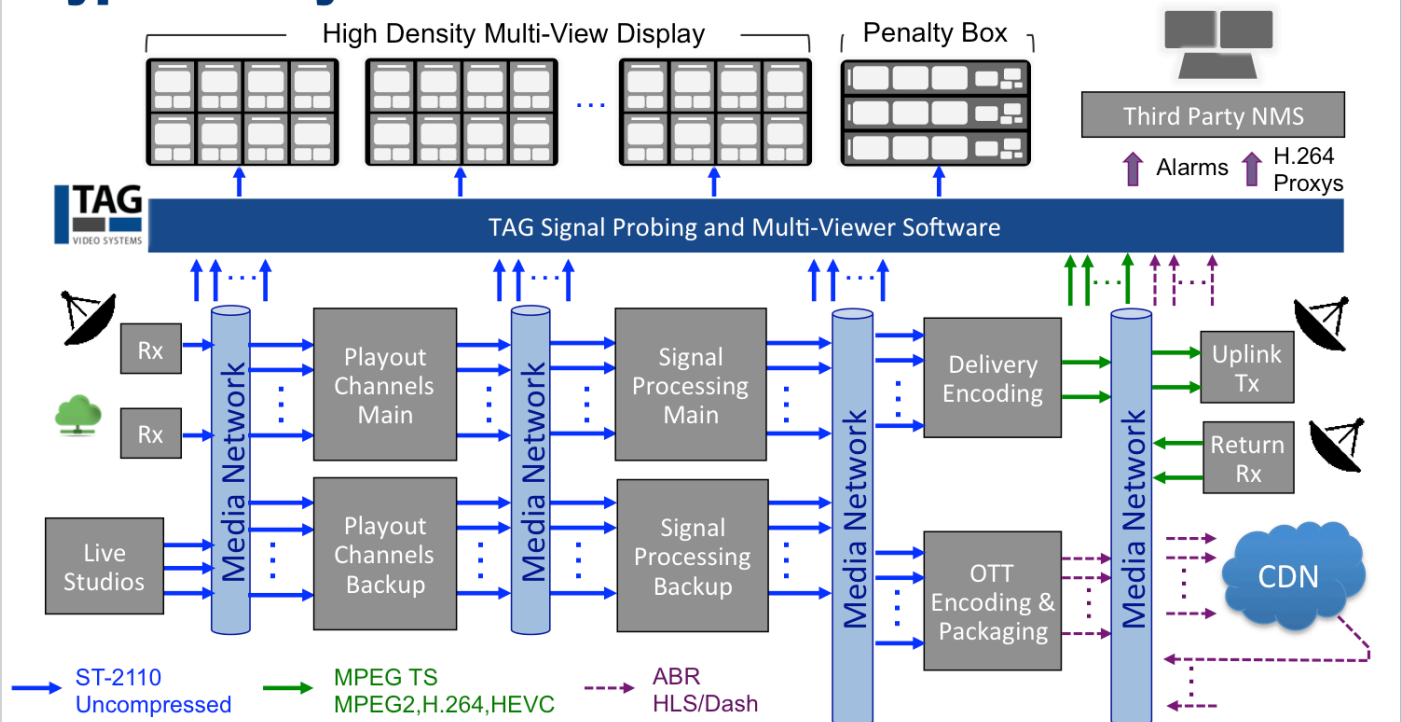 High Density Multi-View Display
Penalty Box
Third Party NMS
Alarms
H.264
Proxys
TAG
VIDEO SYSTEMS
TAG Signal Probing and Multi-Viewer Software
Rx
Rx
Live
Studios
Media Network
Playout
Channels
Main
Playout
Channels
Backup
Media Network
Signal
Processing
Main
Signal
Processing
Backup
Media Network
Delivery
Encoding
OTT
Encoding &
Packaging
Media Network
Uplink
Tx
Return
Rx
CDN
ST-2110
Uncompressed
MPEG TS
MPEG2,H.264,HEVC
ABR
HLS/Dash